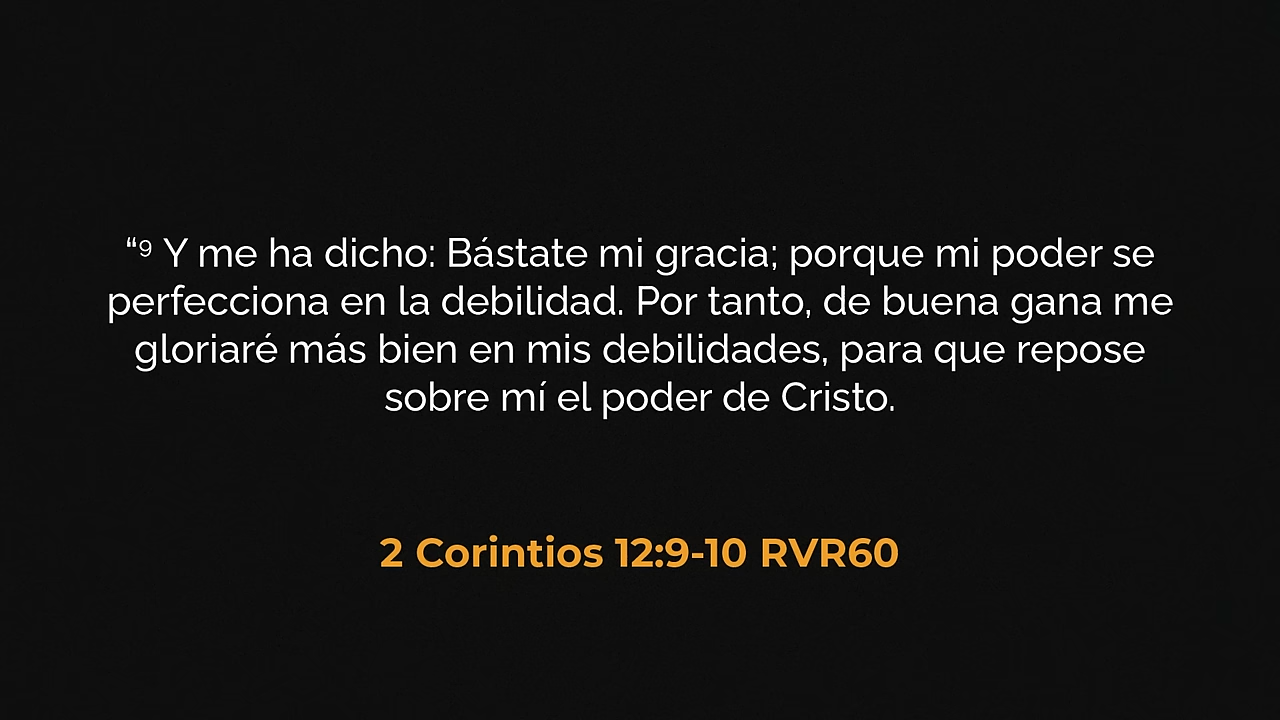 “⁹ Y me ha dicho: Bástate mi gracia; porque mi poder se
perfecciona en la debilidad. Por tanto, de buena gana me
gloriaré más bien en mis debilidades, para que repose
sobre mí el poder de Cristo.
2 Corintios 12:9-10 RVR60